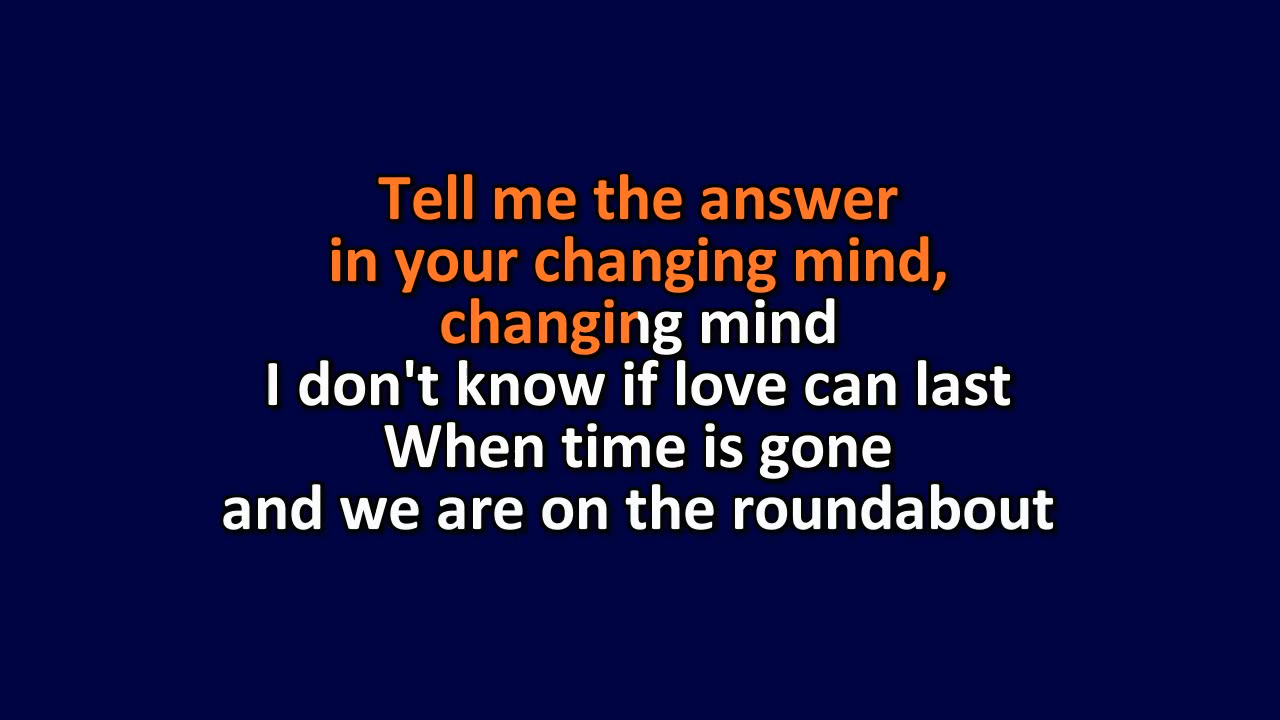 Tell me the answer
in your changing mind,
changing mind
I don't know if love can last
When time is gone
and we are on the roundabout